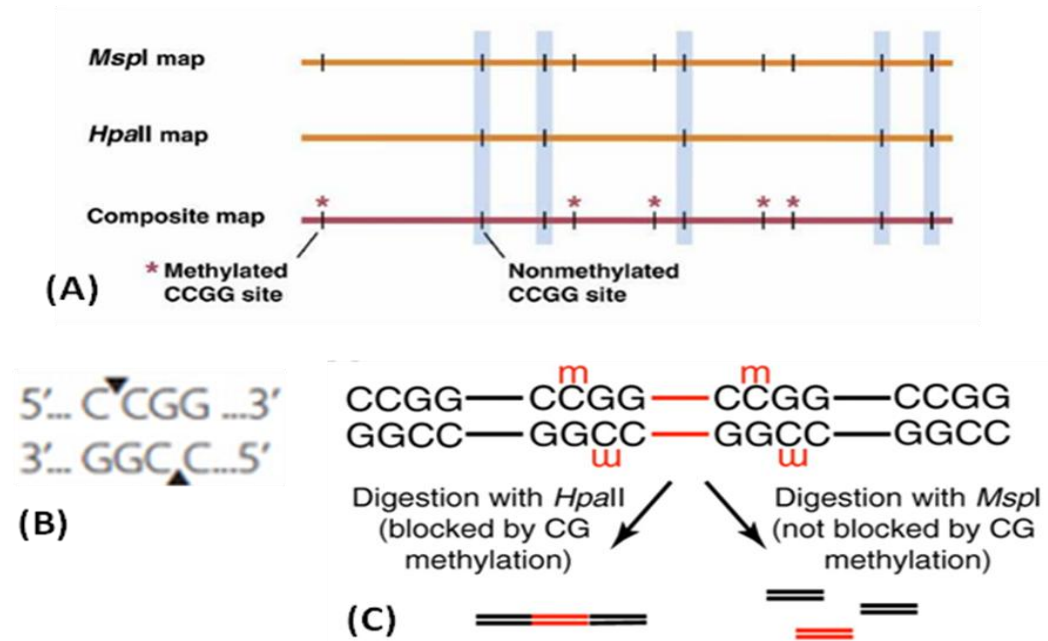 MspI map
HpaII map
* * * * *
Composite map
* Methylated
CCGG site
Nonmethylated
CCGG site
(A)
5′... CCGG ...3′
3′... GGCC...5′
(B)
m m
CCGG CCGG CCGG CCGG
GGCC GGCC GGCC GGCC
m m
Digestion with HpaII
(blocked by CG
methylation)
Digestion with MspI
(not blocked by CG
methylation)
(C)